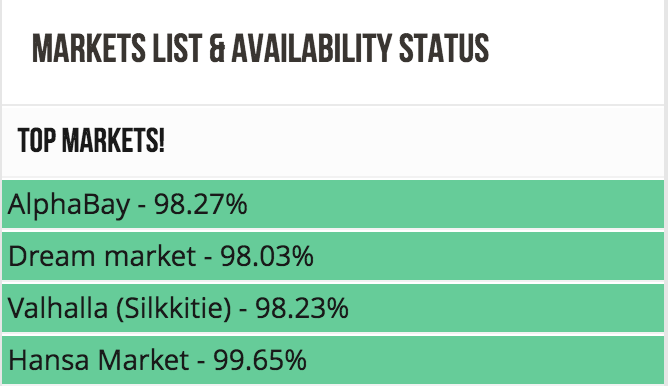 MARKETS LIST & AVAILABILITY STATUS
TOP MARKETS!
AlphaBay - 98.27%
Dream market - 98.03%
Valhalla (Silkkitie) - 98.23%
Hansa Market - 99.65%